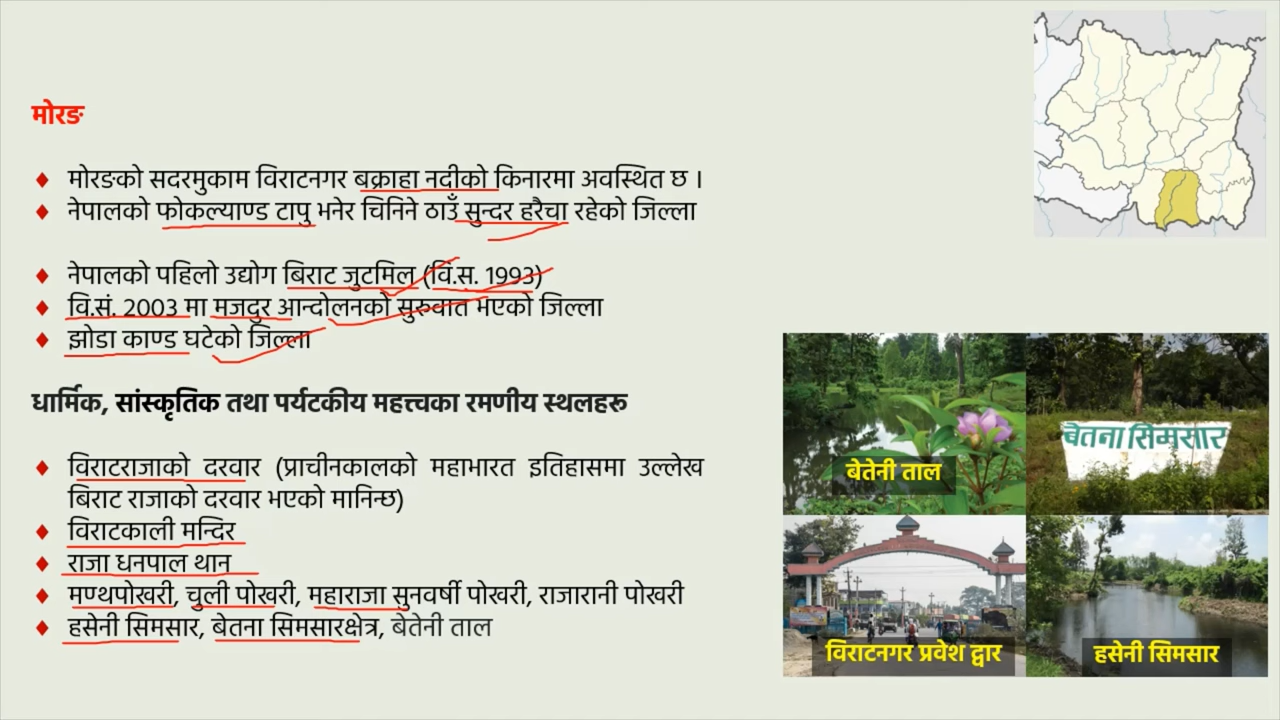 मोरङ
♦ मोरङको सदरमुकाम विराटनगर बक्राहा नदीको किनारमा अवस्थित छ ।
♦ नेपालको फोकल्याण्ड टापु भनेर चिनिने ठाउँ सुन्दर हरैचा रहेको जिल्ला
♦ नेपालको पहिलो उद्योग बिराट जुटमिल (वि.स. 1993)
♦ वि.सं. 2003 मा मजदुर आन्दोलनको सुरुवात भएको जिल्ला
♦ झोडा काण्ड घटेको जिल्ला
धार्मिक, सांस्कृतिक तथा पर्यटकीय महत्त्वका रमणीय स्थलहरू
♦ विराटराजाको दरवार (प्राचीनकालको महाभारत इतिहासमा उल्लेख
बिराट राजाको दरवार भएको मानिन्छ)
♦ विराटकाली मन्दिर
♦ राजा धनपाल थान
♦ मण्थपोखरी, चुली पोखरी, महाराजा सुनवर्षी पोखरी, राजारानी पोखरी
♦ हसेनी सिमसार, बेतना सिमसारक्षेत्र, बेतेनी ताल
बेतेनी ताल
बेतना सिमसार
विराटनगर प्रवेश द्वार
हसेनी सिमसार